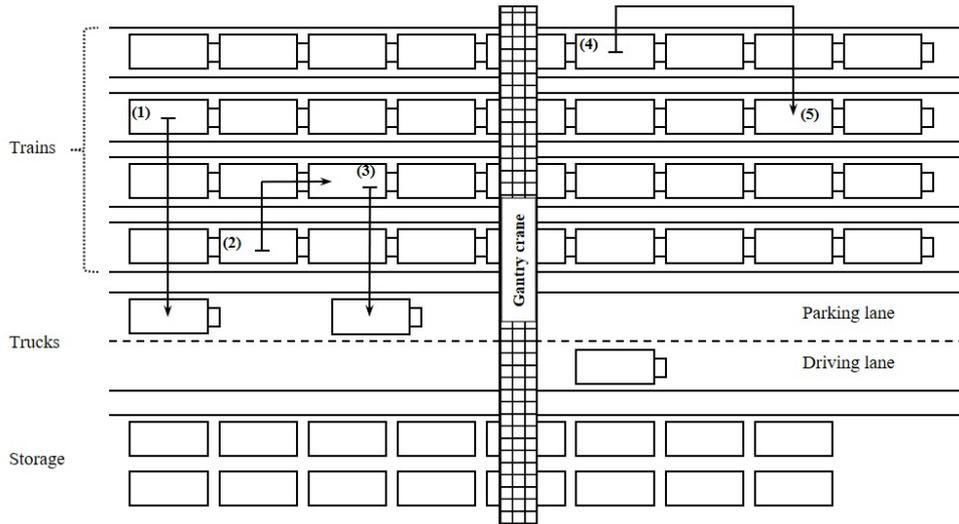 (4)
(1)
(5)
Trains
(3)
(2)
Gantry crane
Parking lane
Trucks
Driving lane
Storage